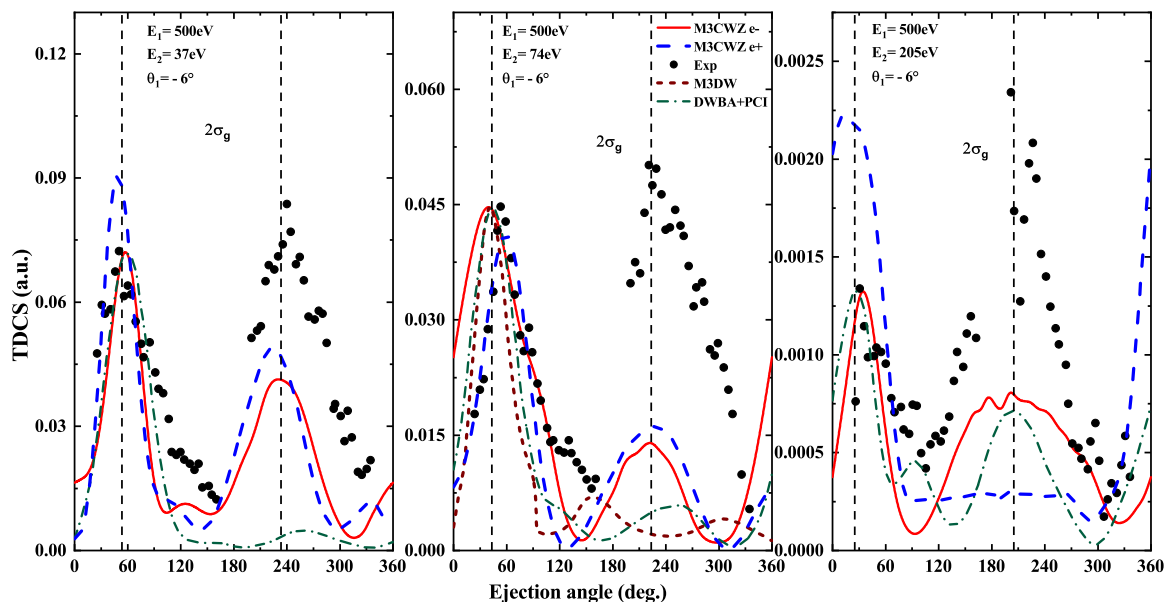 TDCS (a.u.)
0.13
0.09
0.06
0.03
0.00
E₁= 500eV
E₂= 37eV
θ₁= - 6°
2σg
0 60 120 180 240 300 360
0.060
0.045
0.030
0.015
0.000
E₁= 500eV
E₂= 74eV
θ₁= - 6°
M3CWZ e-
M3CWZ e+
Exp
M3DW
DWBA+PCI
2σg
0 60 120 180 240 300 360
0.0025
0.0020
0.0015
0.0010
0.0005
0.0000
E₁= 500eV
E₂= 205eV
θ₁= - 6°
2σg
0 60 120 180 240 300 360
Ejection angle (deg.)